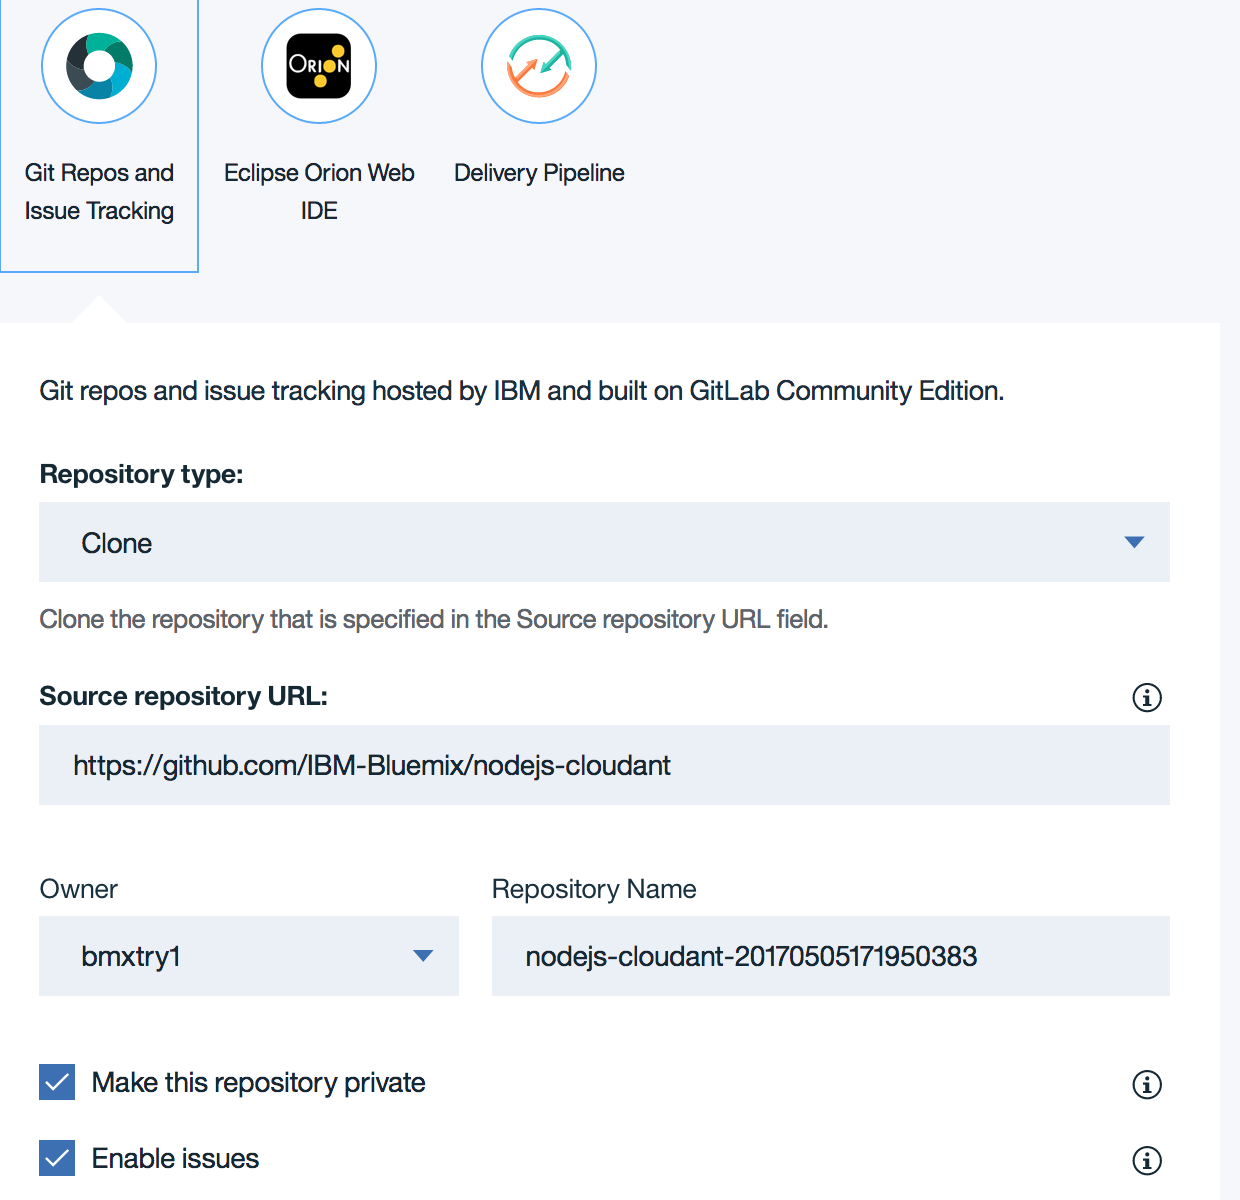 ORION
Git Repos and
Issue Tracking
Eclipse Orion Web
IDE
Delivery Pipeline
Git repos and issue tracking hosted by IBM and built on GitLab Community Edition.
Repository type:
Clone
Clone the repository that is specified in the Source repository URL field.
Source repository URL:
https://github.com/IBM-Bluemix/nodejs-cloudant
Owner
Repository Name
bmxtry1
nodejs-cloudant-20170505171950383
Make this repository private
Enable issues